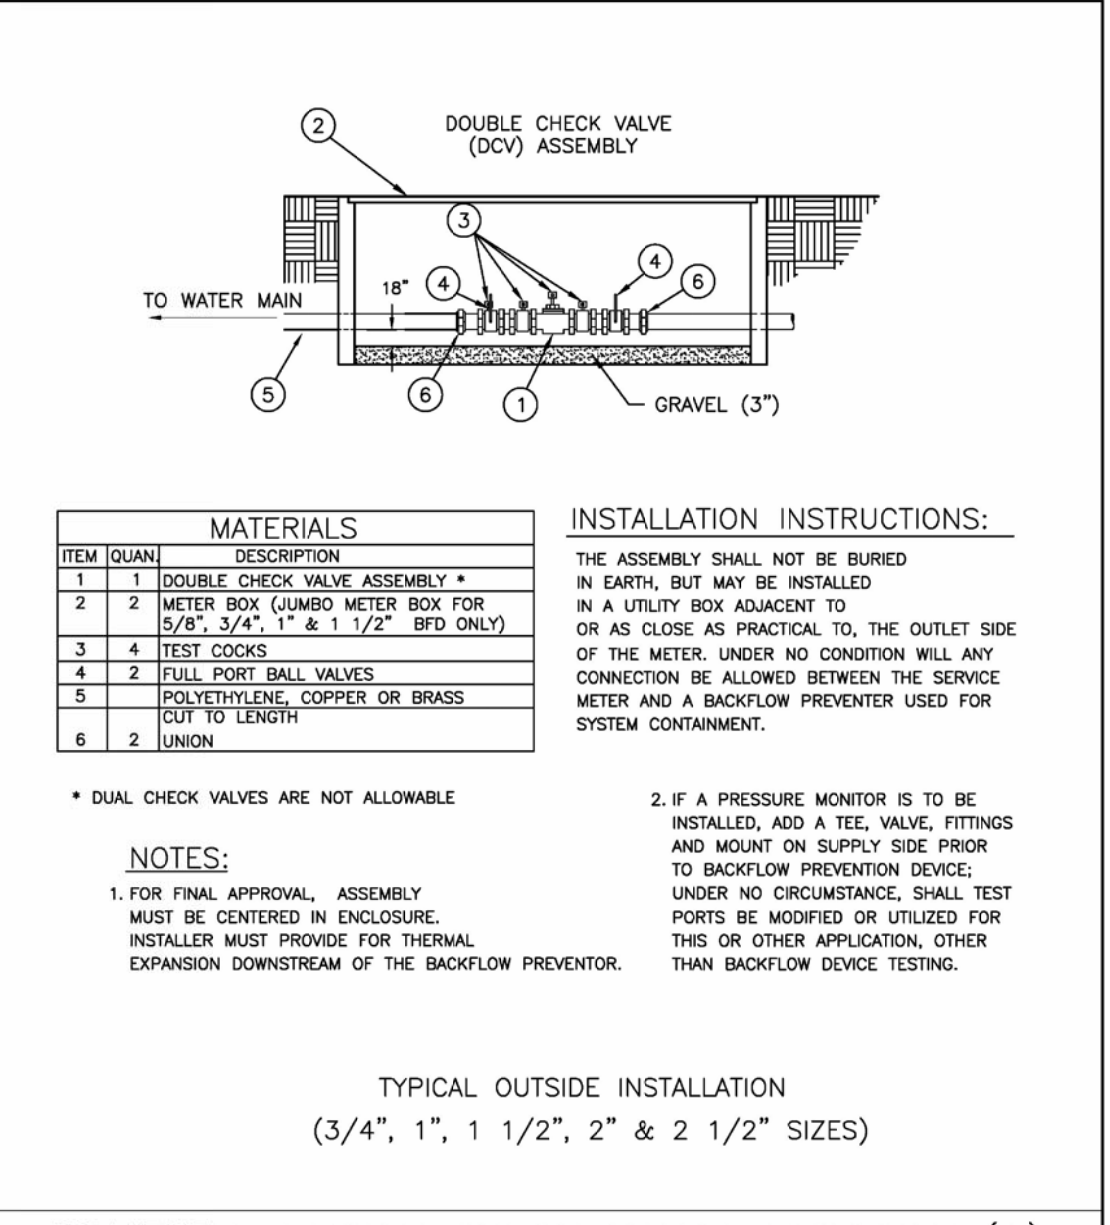 DOUBLE CHECK VALVE
(DCV) ASSEMBLY
2
3
4
4
6
18"
TO WATER MAIN
5
6
1
GRAVEL (3")
MATERIALS
ITEM QUAN. DESCRIPTION
1 1 DOUBLE CHECK VALVE ASSEMBLY *
2 2 METER BOX (JUMBO METER BOX FOR
5/8", 3/4", 1" & 1 1/2" BFD ONLY)
3 4 TEST COCKS
4 2 FULL PORT BALL VALVES
5 POLYETHYLENE, COPPER OR BRASS
CUT TO LENGTH
6 2 UNION
* DUAL CHECK VALVES ARE NOT ALLOWABLE
INSTALLATION INSTRUCTIONS:
THE ASSEMBLY SHALL NOT BE BURIED
IN EARTH, BUT MAY BE INSTALLED
IN A UTILITY BOX ADJACENT TO
OR AS CLOSE AS PRACTICAL TO, THE OUTLET SIDE
OF THE METER. UNDER NO CONDITION WILL ANY
CONNECTION BE ALLOWED BETWEEN THE SERVICE
METER AND A BACKFLOW PREVENTER USED FOR
SYSTEM CONTAINMENT.
NOTES:
1. FOR FINAL APPROVAL, ASSEMBLY
MUST BE CENTERED IN ENCLOSURE.
INSTALLER MUST PROVIDE FOR THERMAL
EXPANSION DOWNSTREAM OF THE BACKFLOW PREVENTOR.
2. IF A PRESSURE MONITOR IS TO BE
INSTALLED, ADD A TEE, VALVE, FITTINGS
AND MOUNT ON SUPPLY SIDE PRIOR
TO BACKFLOW PREVENTION DEVICE;
UNDER NO CIRCUMSTANCE, SHALL TEST
PORTS BE MODIFIED OR UTILIZED FOR
THIS OR OTHER APPLICATION, OTHER
THAN BACKFLOW DEVICE TESTING.
TYPICAL OUTSIDE INSTALLATION
(3/4", 1", 1 1/2", 2" & 2 1/2" SIZES)